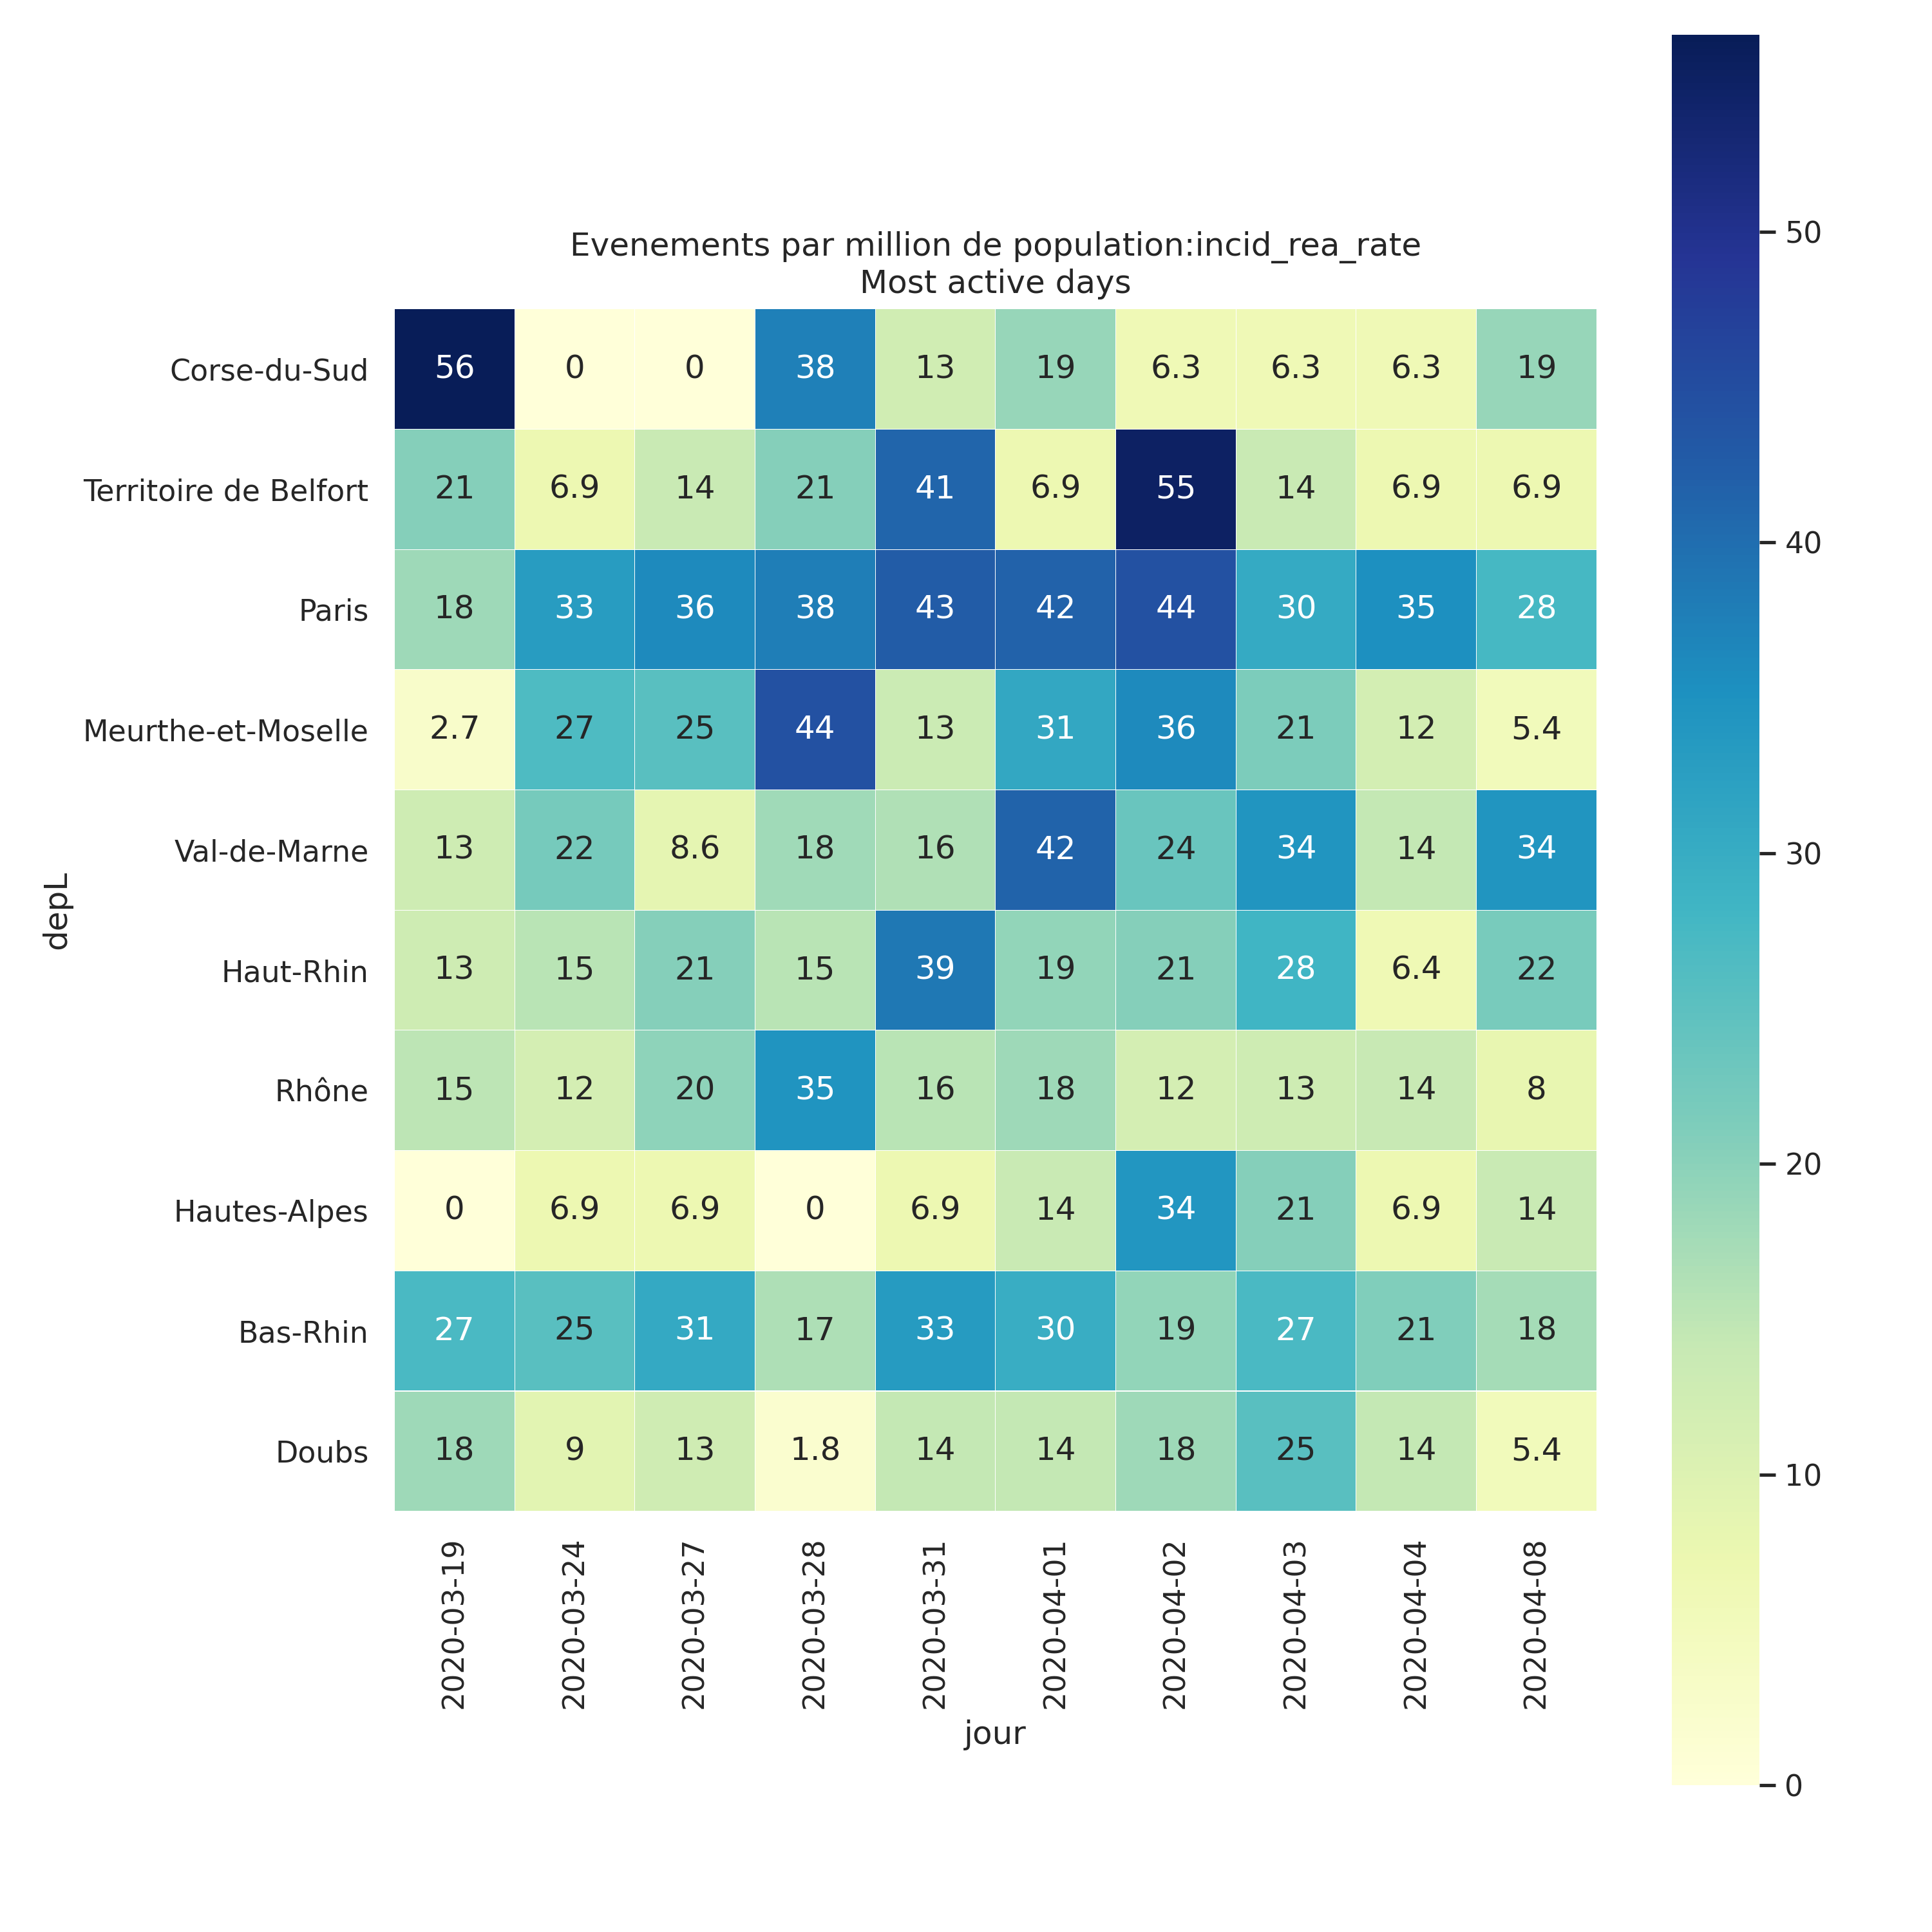 Evenements par million de population:incid_rea_rate
Most active days
Corse-du-Sud 56 0 0 38 13 19 6.3 6.3 6.3 19
Territoire de Belfort 21 6.9 14 21 41 6.9 55 14 6.9 6.9
Paris 18 33 36 38 43 42 44 30 35 28
Meurthe-et-Moselle 2.7 27 25 44 13 31 36 21 12 5.4
Val-de-Marne 13 22 8.6 18 16 42 24 34 14 34
Haut-Rhin 13 15 21 15 39 19 21 28 6.4 22
Rhône 15 12 20 35 16 18 12 13 14 8
Hautes-Alpes 0 6.9 6.9 0 6.9 14 34 21 6.9 14
Bas-Rhin 27 25 31 17 33 30 19 27 21 18
Doubs 18 9 13 1.8 14 14 18 25 14 5.4
depL
2020-03-19 2020-03-24 2020-03-27 2020-03-28 2020-03-31 2020-04-01 2020-04-02 2020-04-03 2020-04-04 2020-04-08
jour
50
40
30
20
10
0